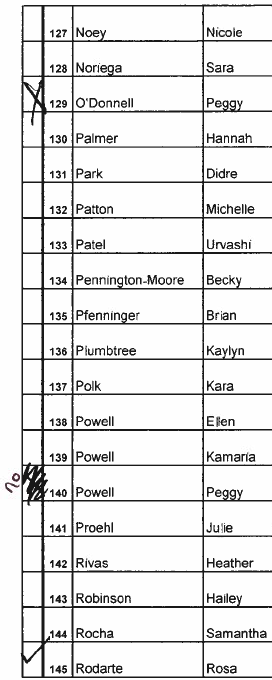 127 Noey Nicole
128 Noriega Sara
129 O'Donnell Peggy
130 Palmer Hannah
131 Park Didre
132 Patton Michelle
133 Patel Urvashi
134 Pennington-Moore Becky
135 Pfenninger Brian
136 Plumbtree Kaylyn
137 Polk Kara
138 Powell Ellen
139 Powell Kamaria
no 140 Powell Peggy
141 Proehl Julie
142 Rivas Heather
143 Robinson Hailey
144 Rocha Samantha
145 Rodarte Rosa